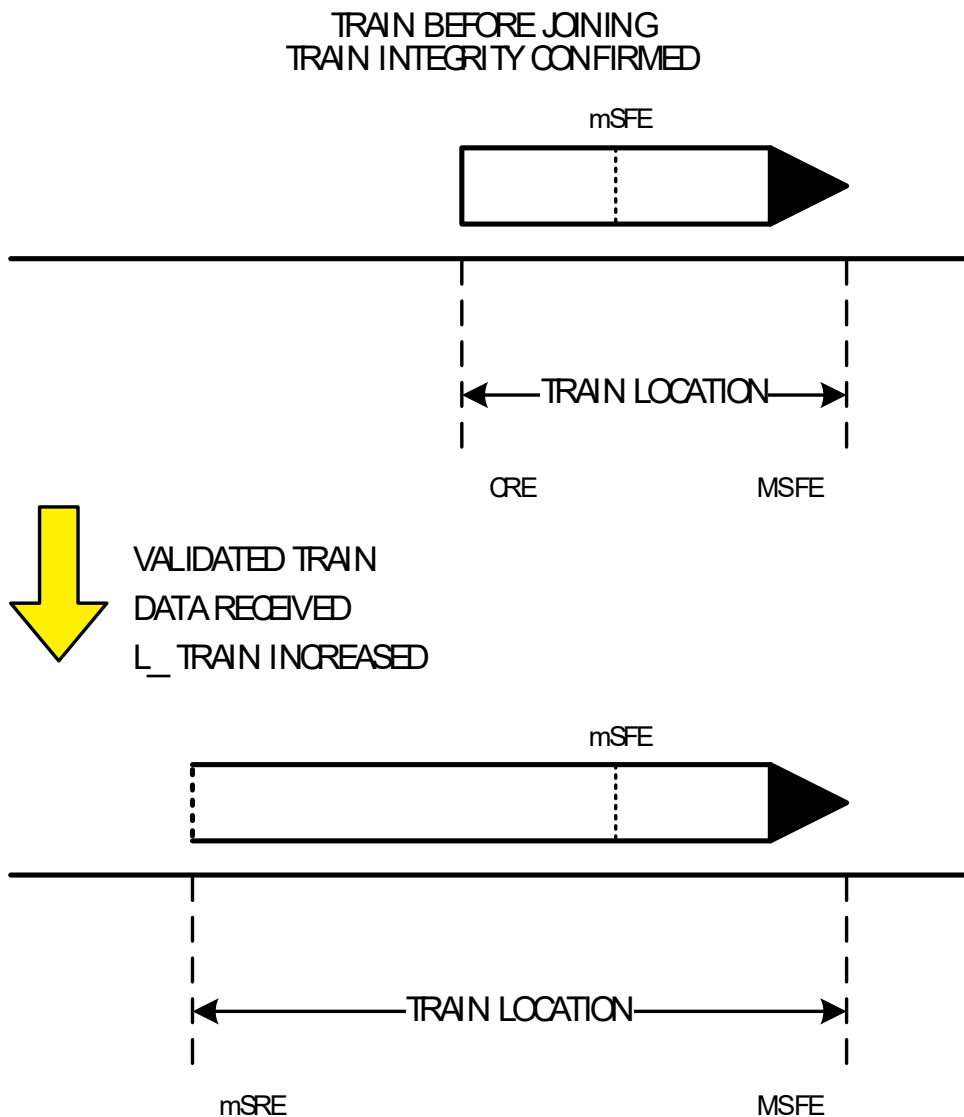 TRAIN BEFORE JOINING
TRAIN INTEGRITY CONFIRMED
mSFE
TRAIN LOCATION
CRE MSFE
VALIDATED TRAIN
DATA RECEIVED
L_ TRAIN INCREASED
mSFE
TRAIN LOCATION
mSRE MSFE